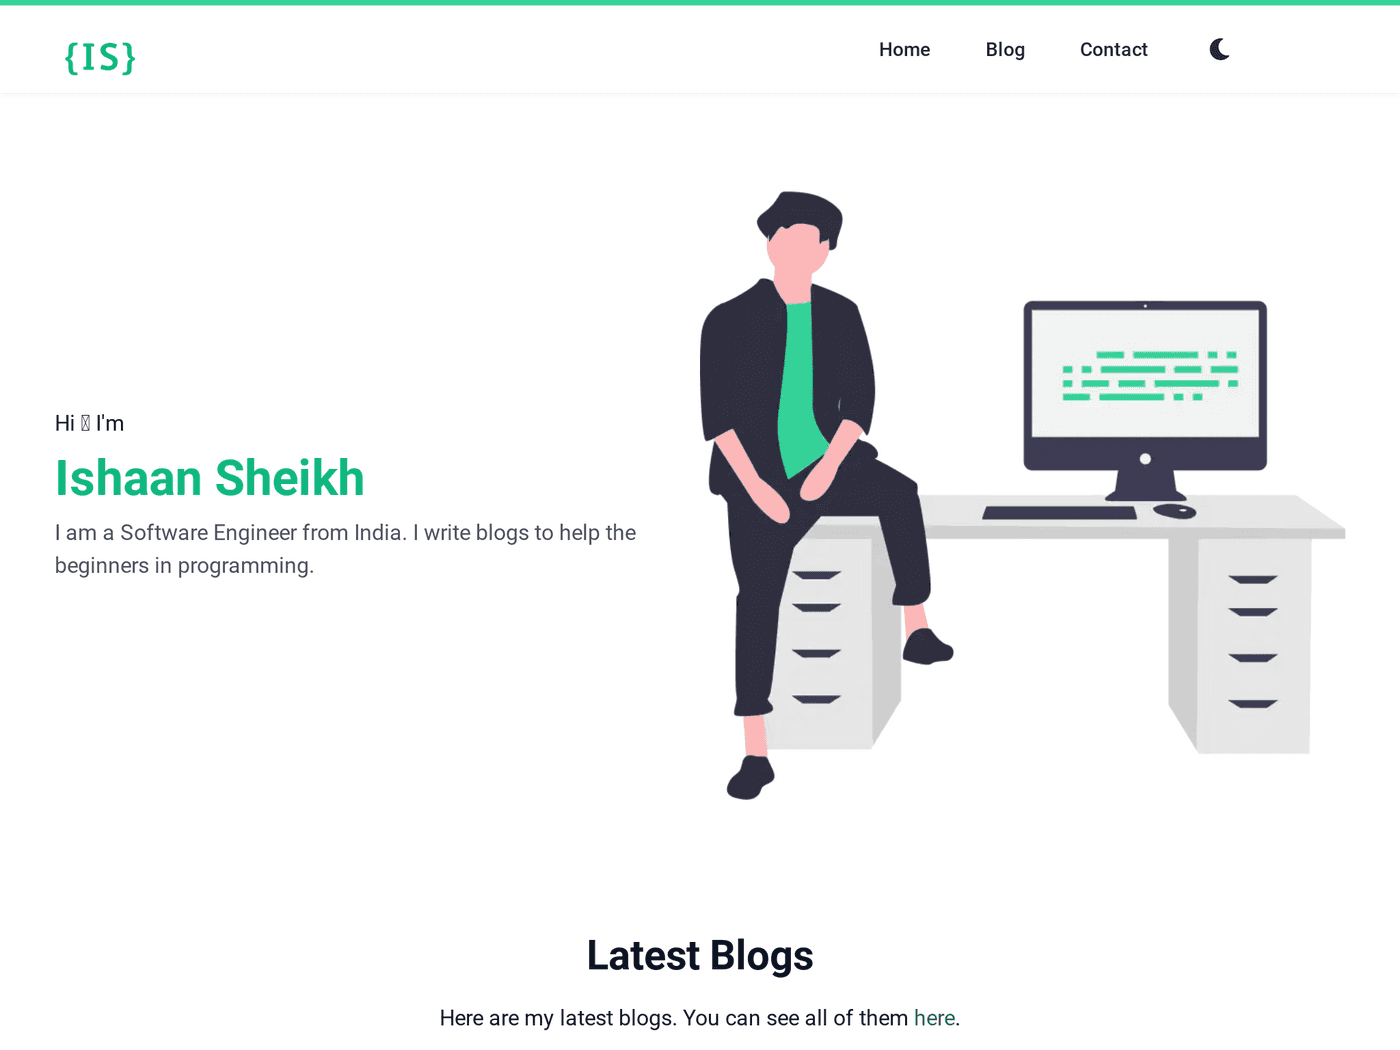 {IS}
Home Blog Contact
Hi I'm
Ishaan Sheikh
I am a Software Engineer from India. I write blogs to help the
beginners in programming.
Latest Blogs
Here are my latest blogs. You can see all of them here.